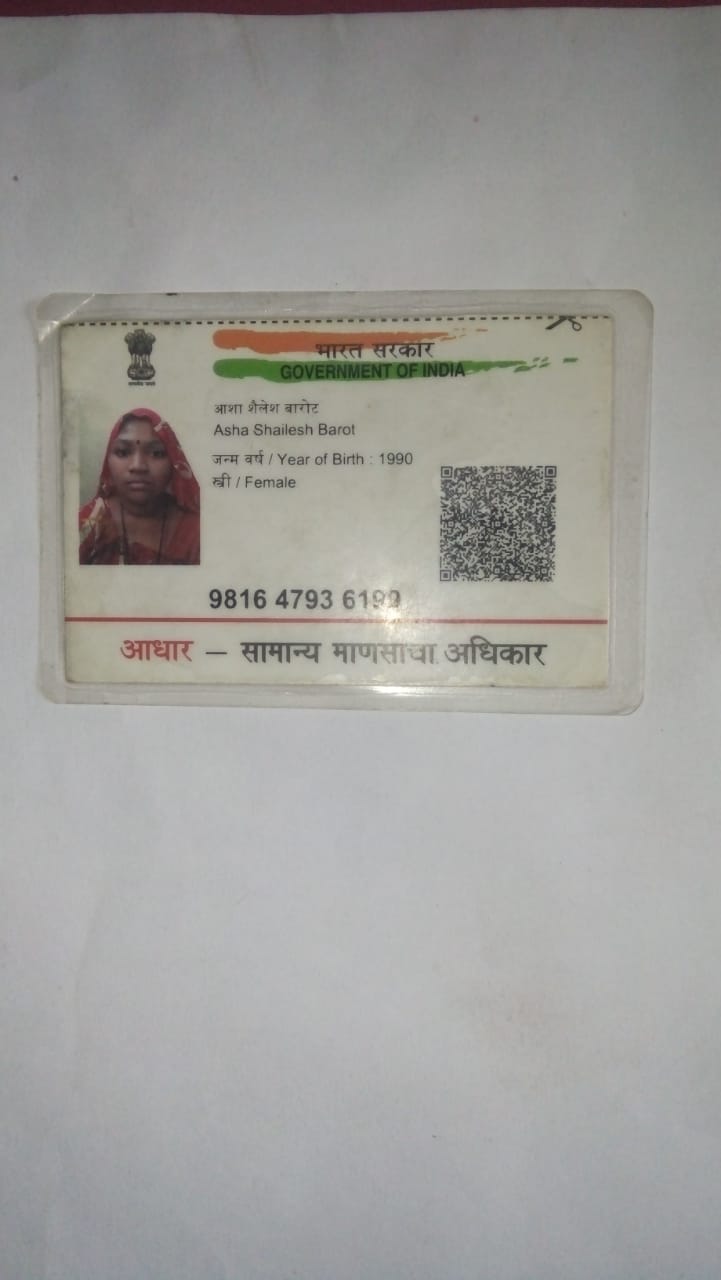 भारत सरकार
GOVERNMENT OF INDIA
आशा शैलेश बारोट
Asha Shailesh Barot
जन्म वर्ष / Year of Birth : 1990
स्त्री / Female
9816 4793 6199
आधार – सामान्य माणसाचा अधिकार